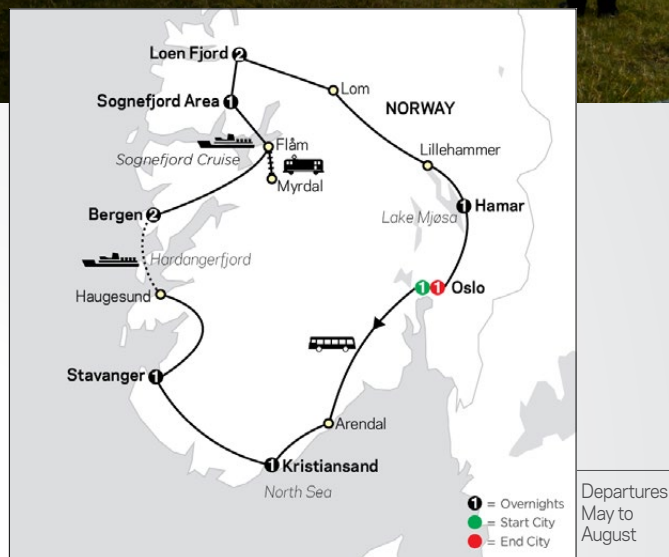 Loen Fjord 2
Lom
NORWAY
Sognefjord Area 1
Flåm
Sognefjord Cruise
Myrdal
Lillehammer
1 Hamar
Lake Mjøsa
Bergen 2
Hardangerfjord
Haugesund
1 1 Oslo
Stavanger 1
Arendal
1 Kristiansand
North Sea
1 = Overnights
= Start City
= End City
Departures
May to
August